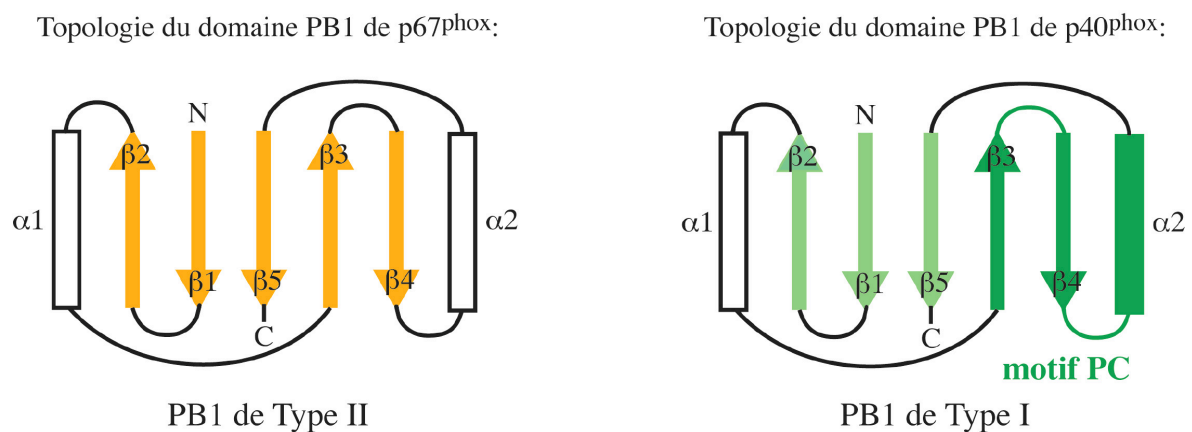 Topologie du domaine PB1 de p67phox:
N
β2
β3
α1
α2
β1
β5
β4
C
PB1 de Type II
Topologie du domaine PB1 de p40phox:
N
β2
β3
α1
α2
β1
β5
β4
C
motif PC
PB1 de Type I